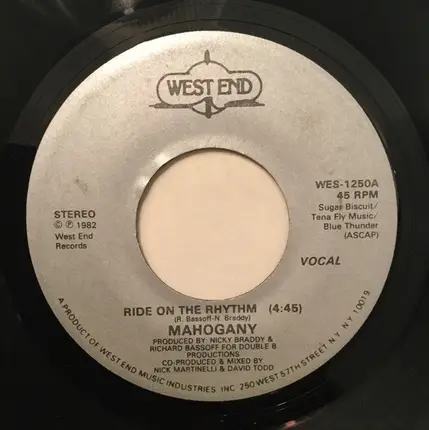 WEST END
WES-1250A
45 RPM
Sugar Biscuit/
Tena Fly Music/
Blue Thunder
(ASCAP)
STEREO
© ℗ 1982
West End
Records
VOCAL
RIDE ON THE RHYTHM (4:45)
(R. Bassoff-N. Braddy)
MAHOGANY
PRODUCED BY: NICKY BRADDY &
RICHARD BASSOFF FOR DOUBLE B
PRODUCTIONS
CO-PRODUCED & MIXED BY
NICK MARTINELLI & DAVID TODD
A PRODUCT OF WEST END MUSIC INDUSTRIES INC 250 WEST 57TH STREET N.Y. N.Y. 10019